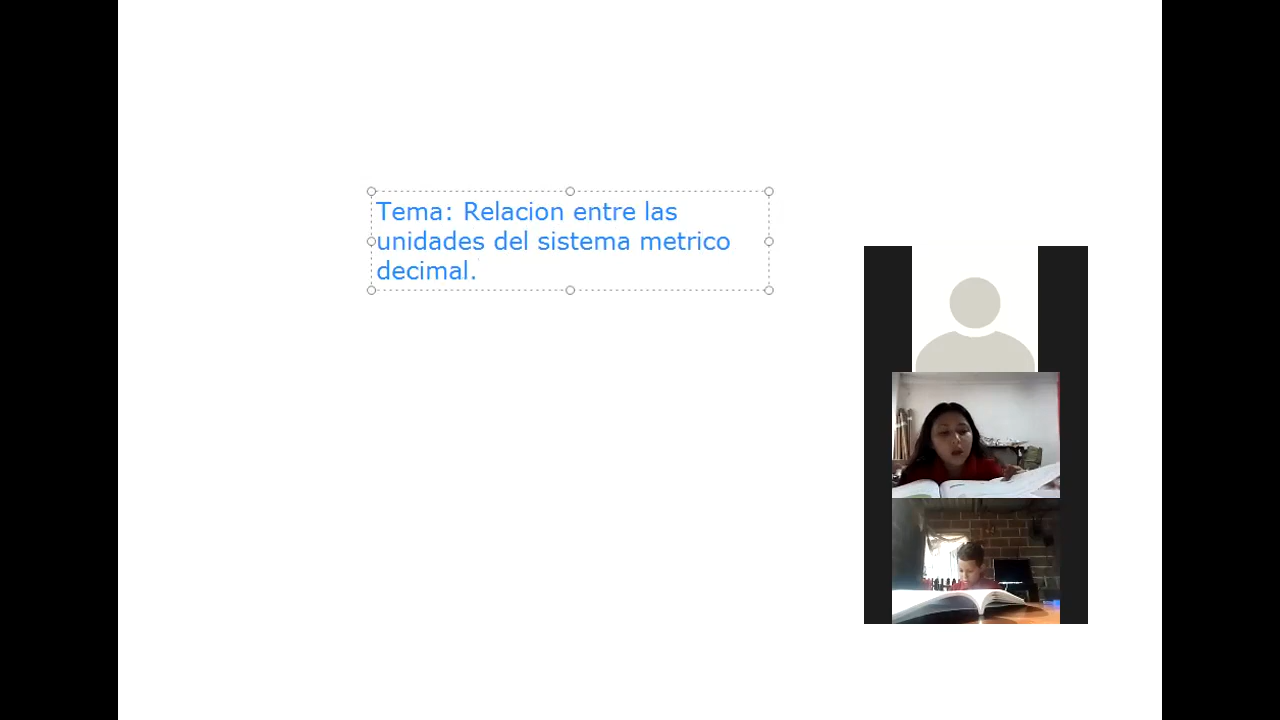 Tema: Relacion entre las
unidades del sistema metrico
decimal.